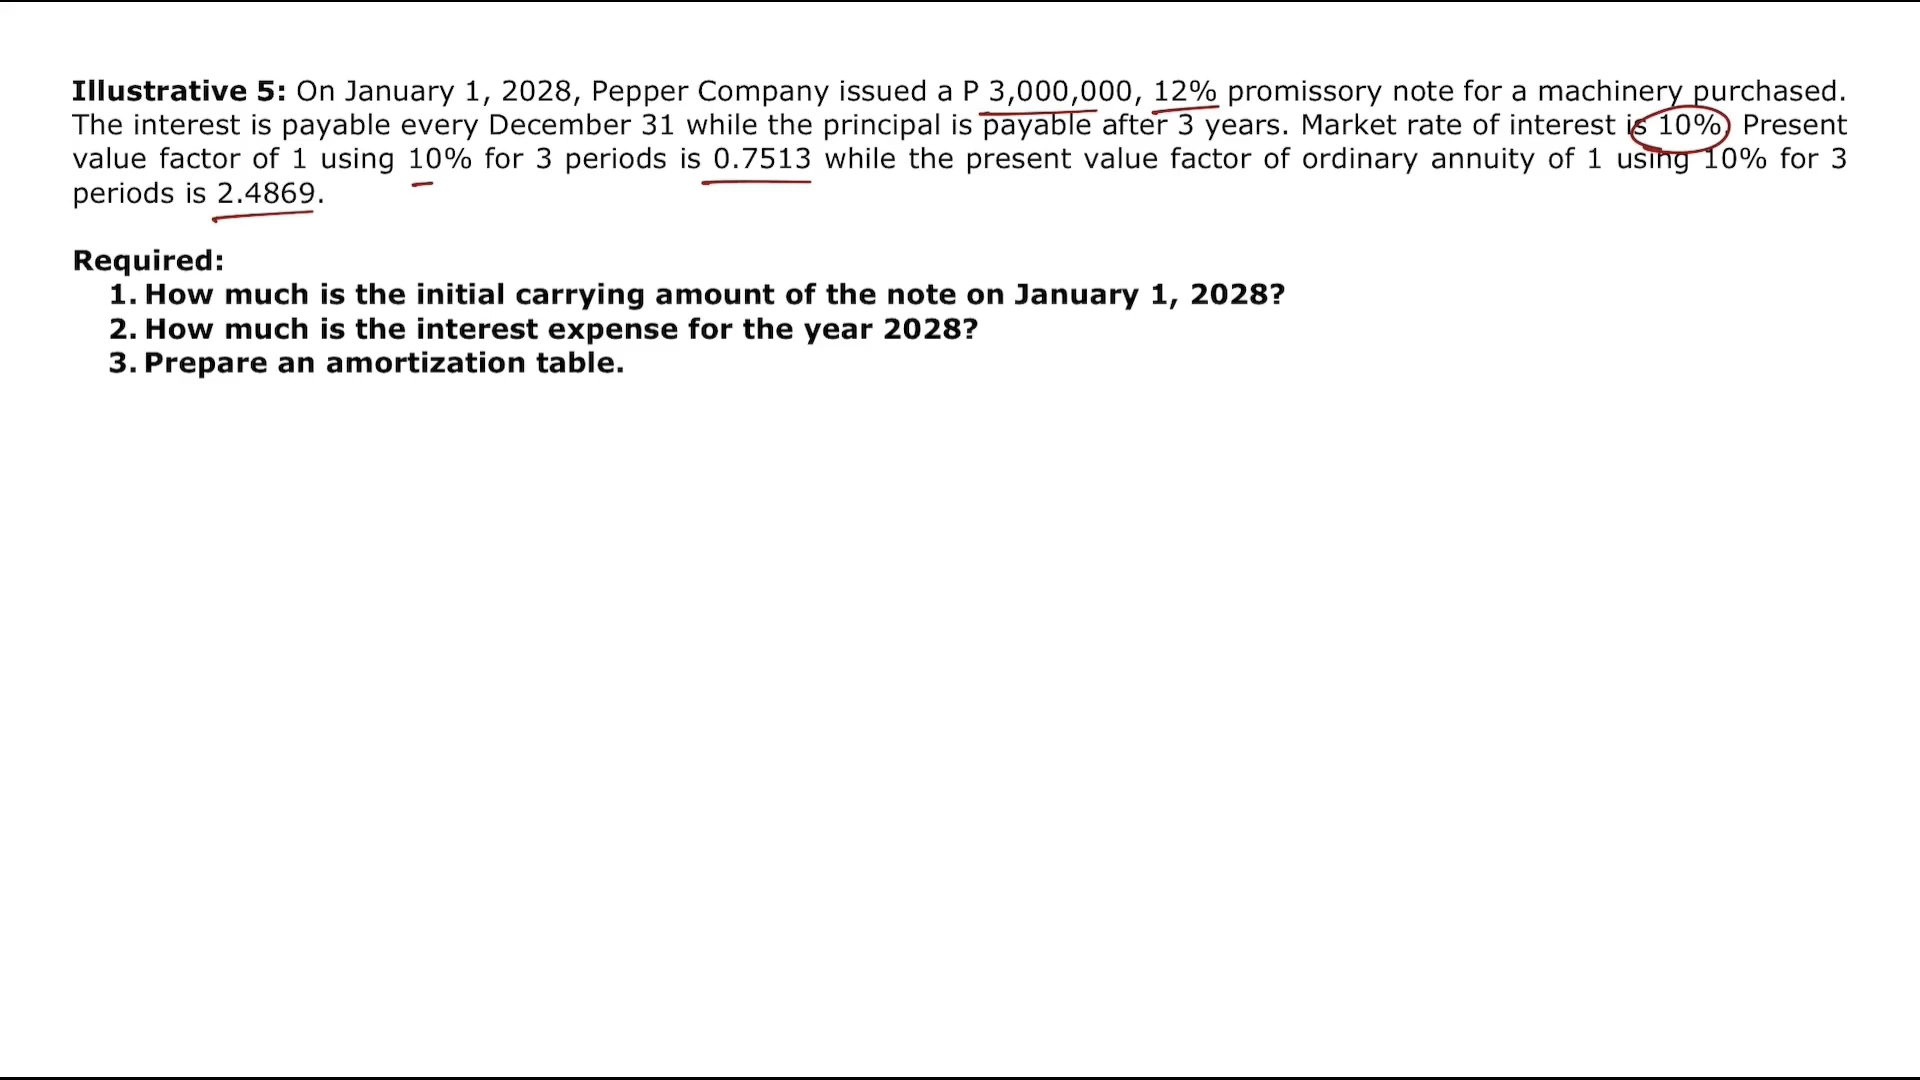 Illustrative 5: On January 1, 2028, Pepper Company issued a P 3,000,000, 12% promissory note for a machinery purchased.
The interest is payable every December 31 while the principal is payable after 3 years. Market rate of interest is 10%. Present
value factor of 1 using 10% for 3 periods is 0.7513 while the present value factor of ordinary annuity of 1 using 10% for 3
periods is 2.4869.
Required:
1. How much is the initial carrying amount of the note on January 1, 2028?
2. How much is the interest expense for the year 2028?
3. Prepare an amortization table.